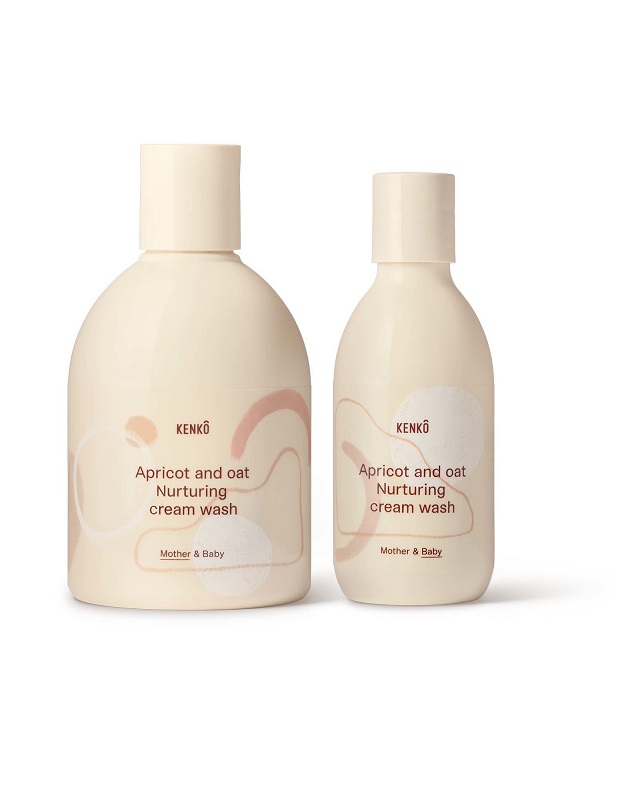 KENKÔ
Apricot and oat
Nurturing
cream wash
Mother & Baby
KENKÔ
Apricot and oat
Nurturing
cream wash
Mother & Baby